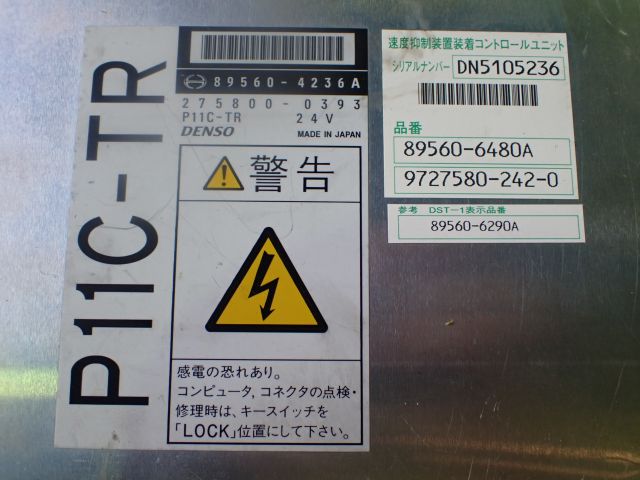 P11C-TR
89560-4236A
275800-0393
P11C-TR 24V
DENSO MADE IN JAPAN
警告
感電の恐れあり。
コンピュータ, コネクタの点検・
修理時は、キースイッチを
「LOCK」位置にして下さい。
速度抑制装置装着コントロールユニット
シリアルナンバー DN5105236
品番
89560-6480A
9727580-242-0
参考 DST-1表示品番
89560-6290A